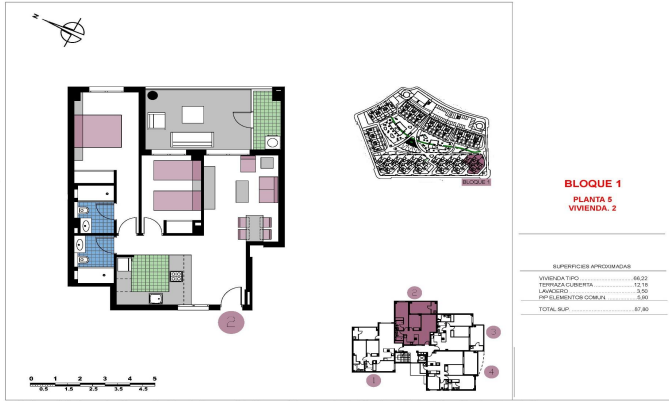 N
BLOQUE 1
BLOQUE 1
PLANTA 5
VIVIENDA. 2
SUPERFICIES APROXIMADAS
VIVIENDA TIPO 66,22
TERRAZA CUBIERTA 12,18
LAVADERO 3,50
P/P ELEMENTOS COMUN 5,90
TOTAL SUP. 87,80
2
2
3
4
1
0 1 2 3 4 5
0.5 1.5 2.5 3.5 4.5